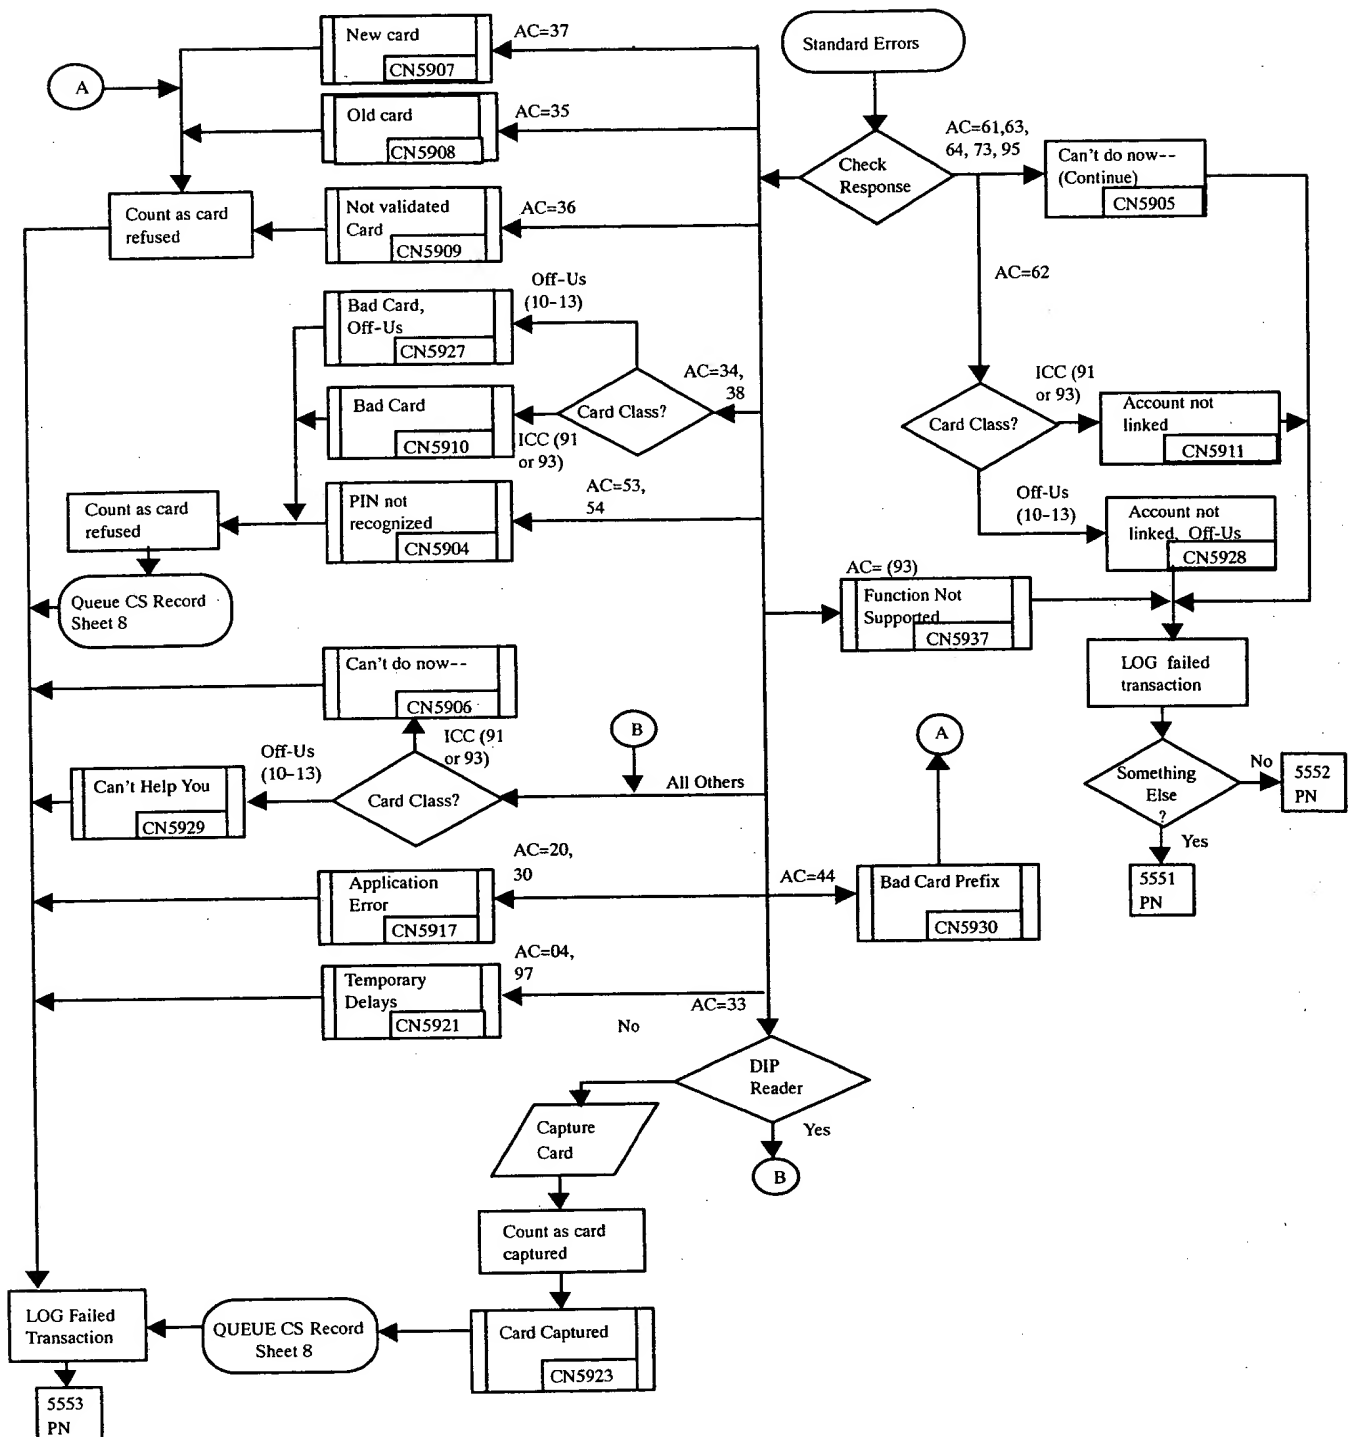 New card
CN5907
AC=37
Standard Errors
A
Old card
CN5908
AC=35
AC=61,63,
64, 73, 95
Check
Response
Can't do now--
(Continue)
CN5905
Count as card
refused
Not validated
Card
CN5909
AC=36
AC=62
Off-Us
(10-13)
Bad Card,
Off-Us
CN5927
AC=34,
38
Card Class?
Bad Card
CN5910
ICC (91
or 93)
ICC (91
or 93)
Card Class?
Account not
linked
CN5911
Count as card
refused
PIN not
recognized
CN5904
AC=53,
54
Off-Us
(10-13)
Account not
linked, Off-Us
CN5928
Queue CS Record
Sheet 8
AC= (93)
Function Not
Supported
CN5937
Can't do now--
CN5906
LOG failed
transaction
ICC (91
or 93)
B
A
Off-Us
(10-13)
Can't Help You
CN5929
Card Class?
All Others
Something
Else
?
No
5552
PN
Yes
5551
PN
AC=20,
30
Application
Error
CN5917
AC=44
Bad Card Prefix
CN5930
AC=04,
97
Temporary
Delays
CN5921
AC=33
No
DIP
Reader
Yes
B
Capture
Card
Count as card
captured
LOG Failed
Transaction
QUEUE CS Record
Sheet 8
Card Captured
CN5923
5553
PN